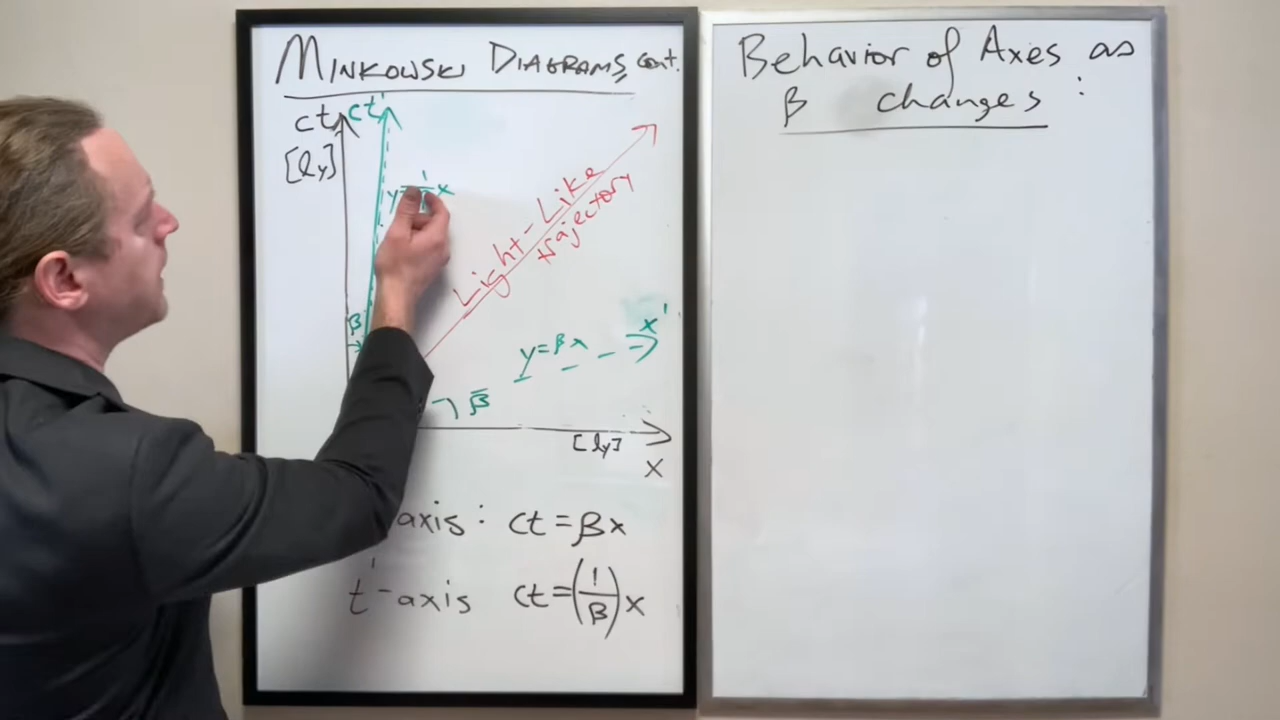 MINKOWSKI DIAGRAMS cont.
ct
ct'
[ly]
y= 1 x
Light-Like
trajectory
β
x'
y=βx
β
[ly]
x
axis: ct=βx
t'-axis ct=(1/β)x
Behavior of Axes as
β changes: